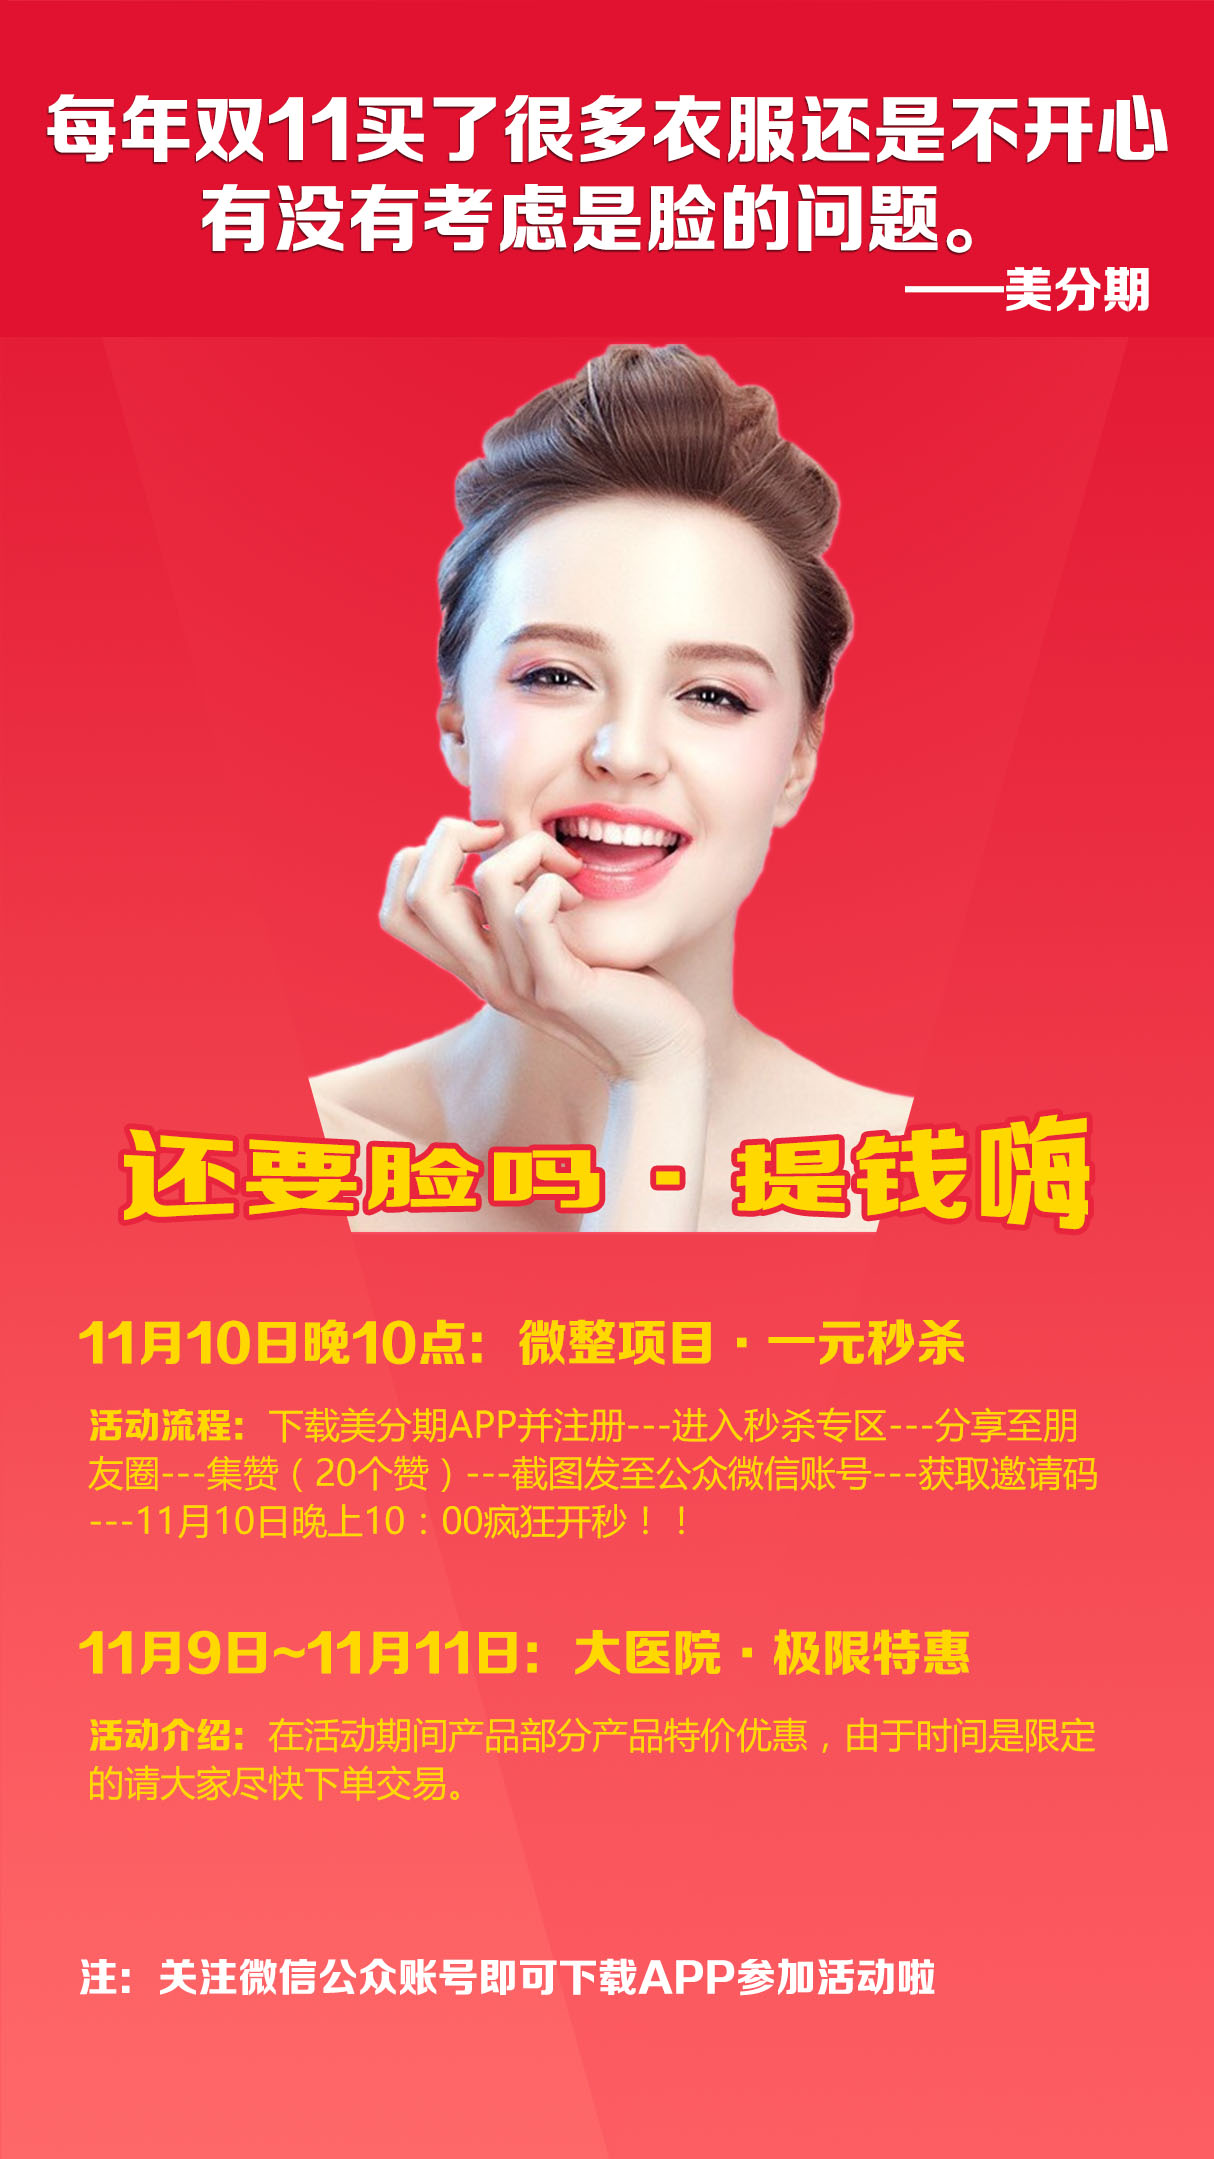 每年双11买了很多衣服还是不开心
有没有考虑是脸的问题。
——美分期
还要脸吗·提钱嗨
11月10日晚10点：微整项目·一元秒杀
活动流程：下载美分期APP并注册---进入秒杀专区---分享至朋
友圈---集赞（20个赞）---截图发至公众微信账号---获取邀请码
---11月10日晚上10：00疯狂开秒！！
11月9日~11月11日：大医院·极限特惠
活动介绍：在活动期间产品部分产品特价优惠，由于时间是限定
的请大家尽快下单交易。
注：关注微信公众账号即可下载APP参加活动啦